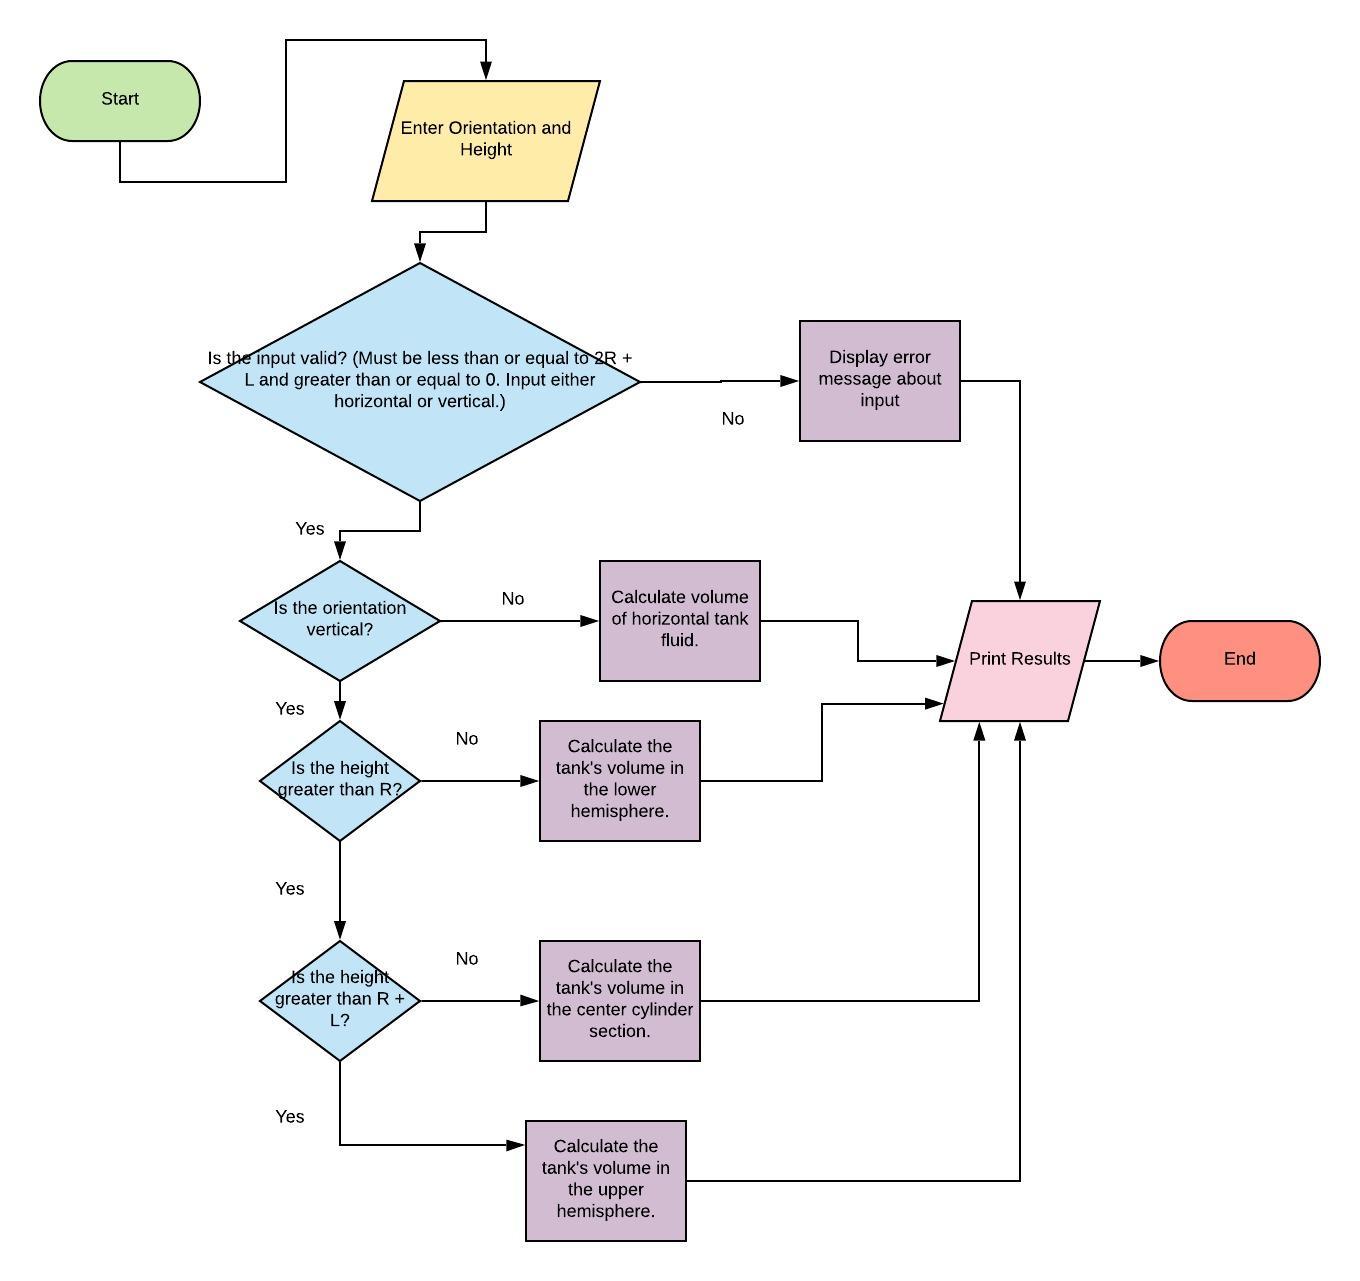 Start
Enter Orientation and
Height
Is the input valid? (Must be less than or equal to 2R +
L and greater than or equal to 0. Input either
horizontal or vertical.)
No
Display error
message about
input
Yes
Is the orientation
vertical?
No
Calculate volume
of horizontal tank
fluid.
Print Results
End
Yes
Is the height
greater than R?
No
Calculate the
tank's volume in
the lower
hemisphere.
Yes
Is the height
greater than R +
L?
No
Calculate the
tank's volume in
the center cylinder
section.
Yes
Calculate the
tank's volume in
the upper
hemisphere.